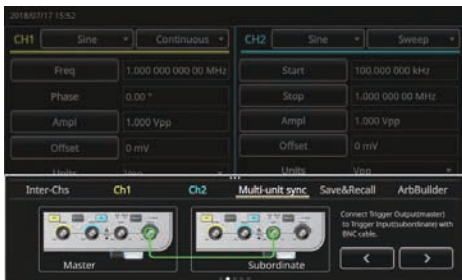 2018/07/17 15:52
CH1 Sine Continuous CH2 Sine Sweep
Freq 1.000 000 000 00 MHz Start 100.000 000 kHz
Phase 0.00 ° Stop 1.000 000 00 MHz
Ampl 1.000 Vpp Ampl 1.000 Vpp
Offset 0 mV Offset 0 mV
Units Vpp Units Vpp
Inter-Chs Ch1 Ch2 Multi-unit sync Save&Recall ArbBuilder
Connect Trigger Output(master)
to Trigger Input(subordinate) with
BNC cable.
Master Subordinate
< >